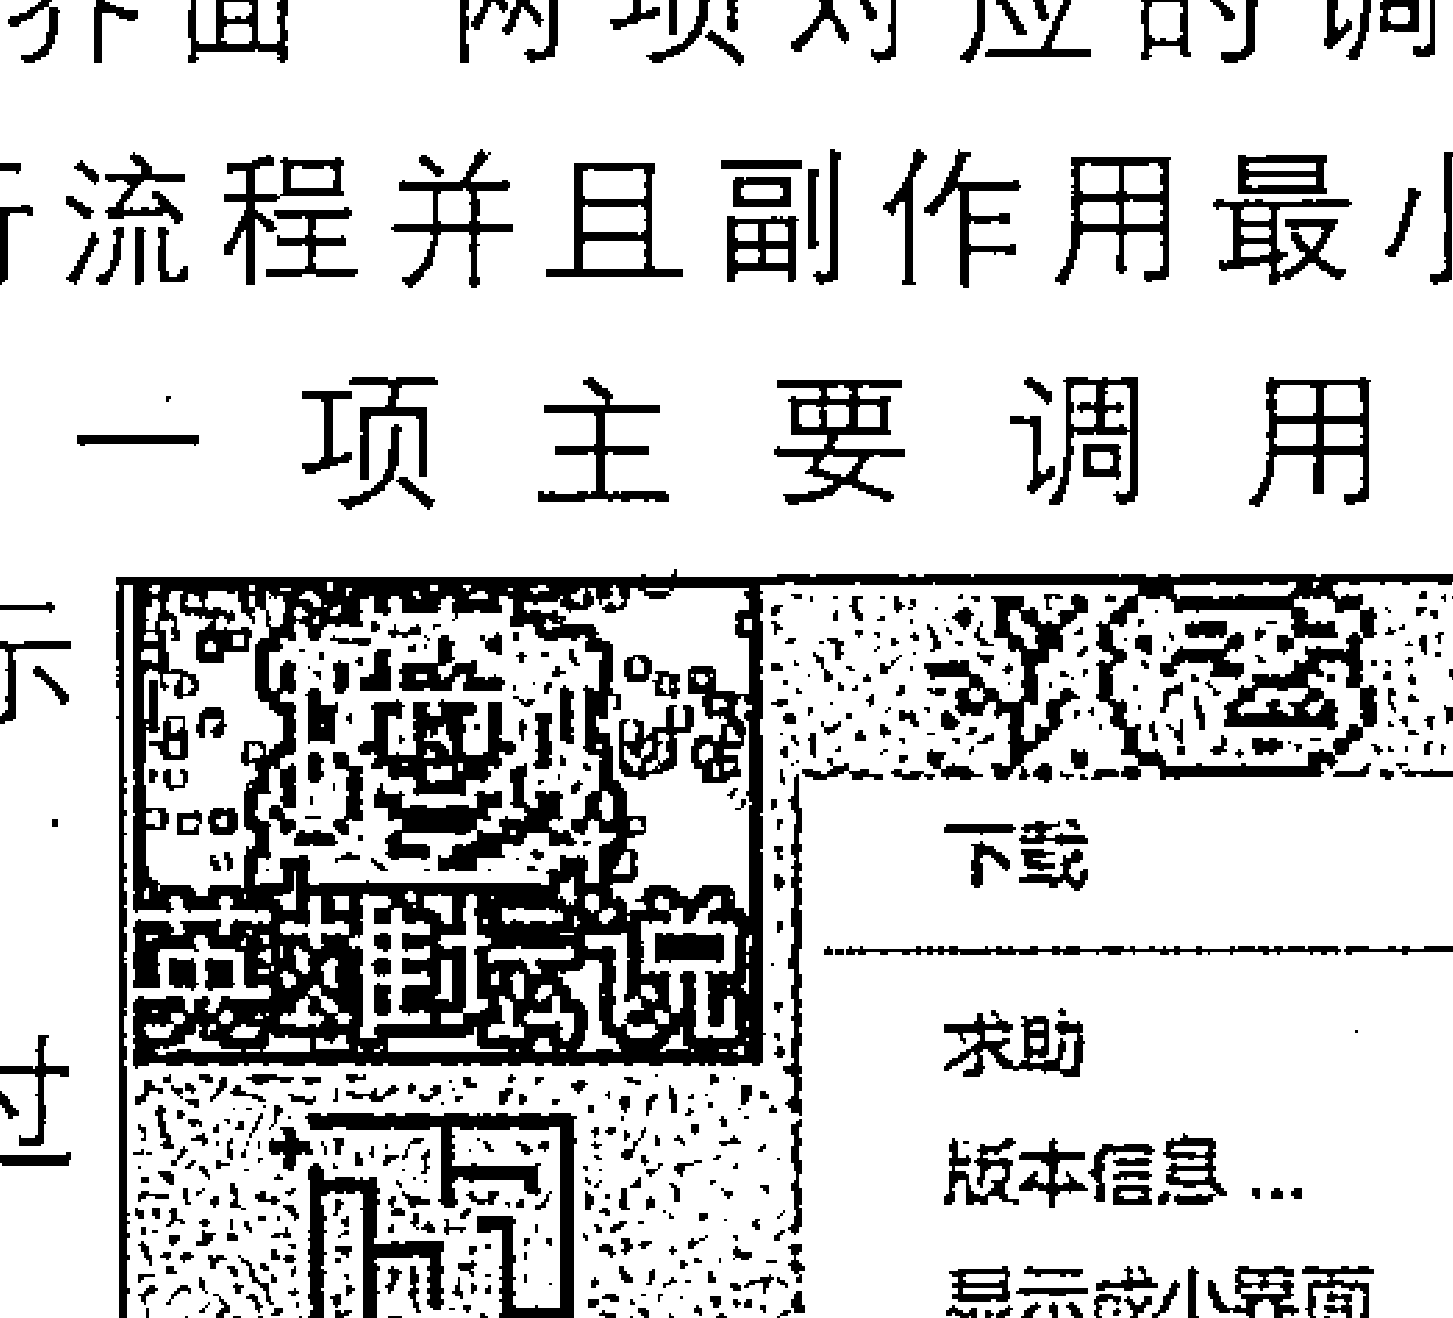 界面 两项对应的调
行流程并且副作用最小
一项主要调用
示
下载
求助
版本信息 ...
显示成小界面